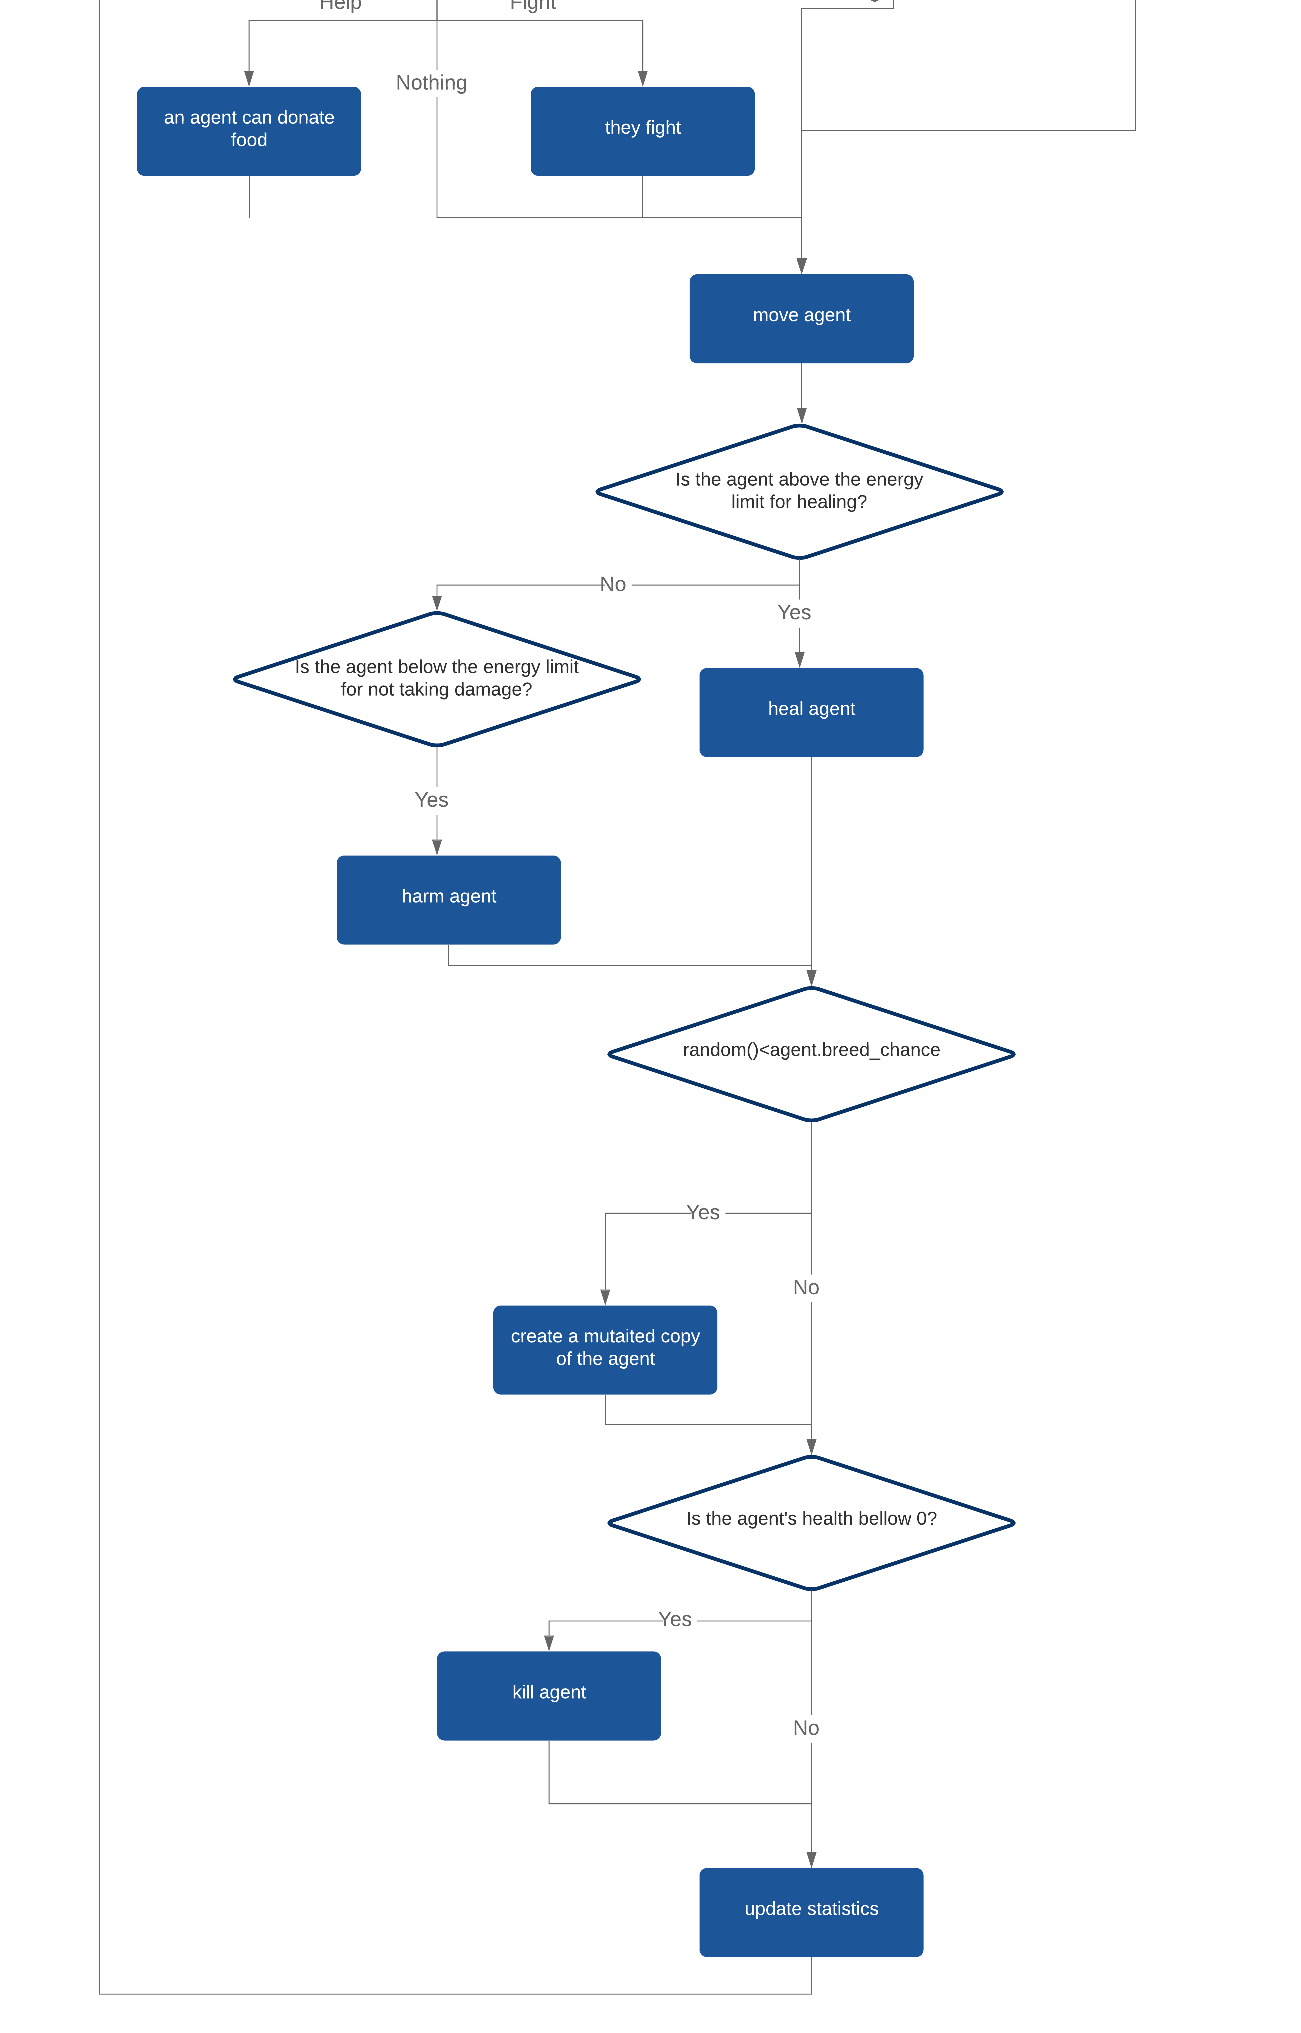 Help
Fight
Nothing
an agent can donate
food
they fight
move agent
Is the agent above the energy
limit for healing?
No
Yes
Is the agent below the energy limit
for not taking damage?
heal agent
Yes
harm agent
random()<agent.breed_chance
Yes
No
create a mutaited copy
of the agent
Is the agent's health bellow 0?
Yes
kill agent
No
update statistics